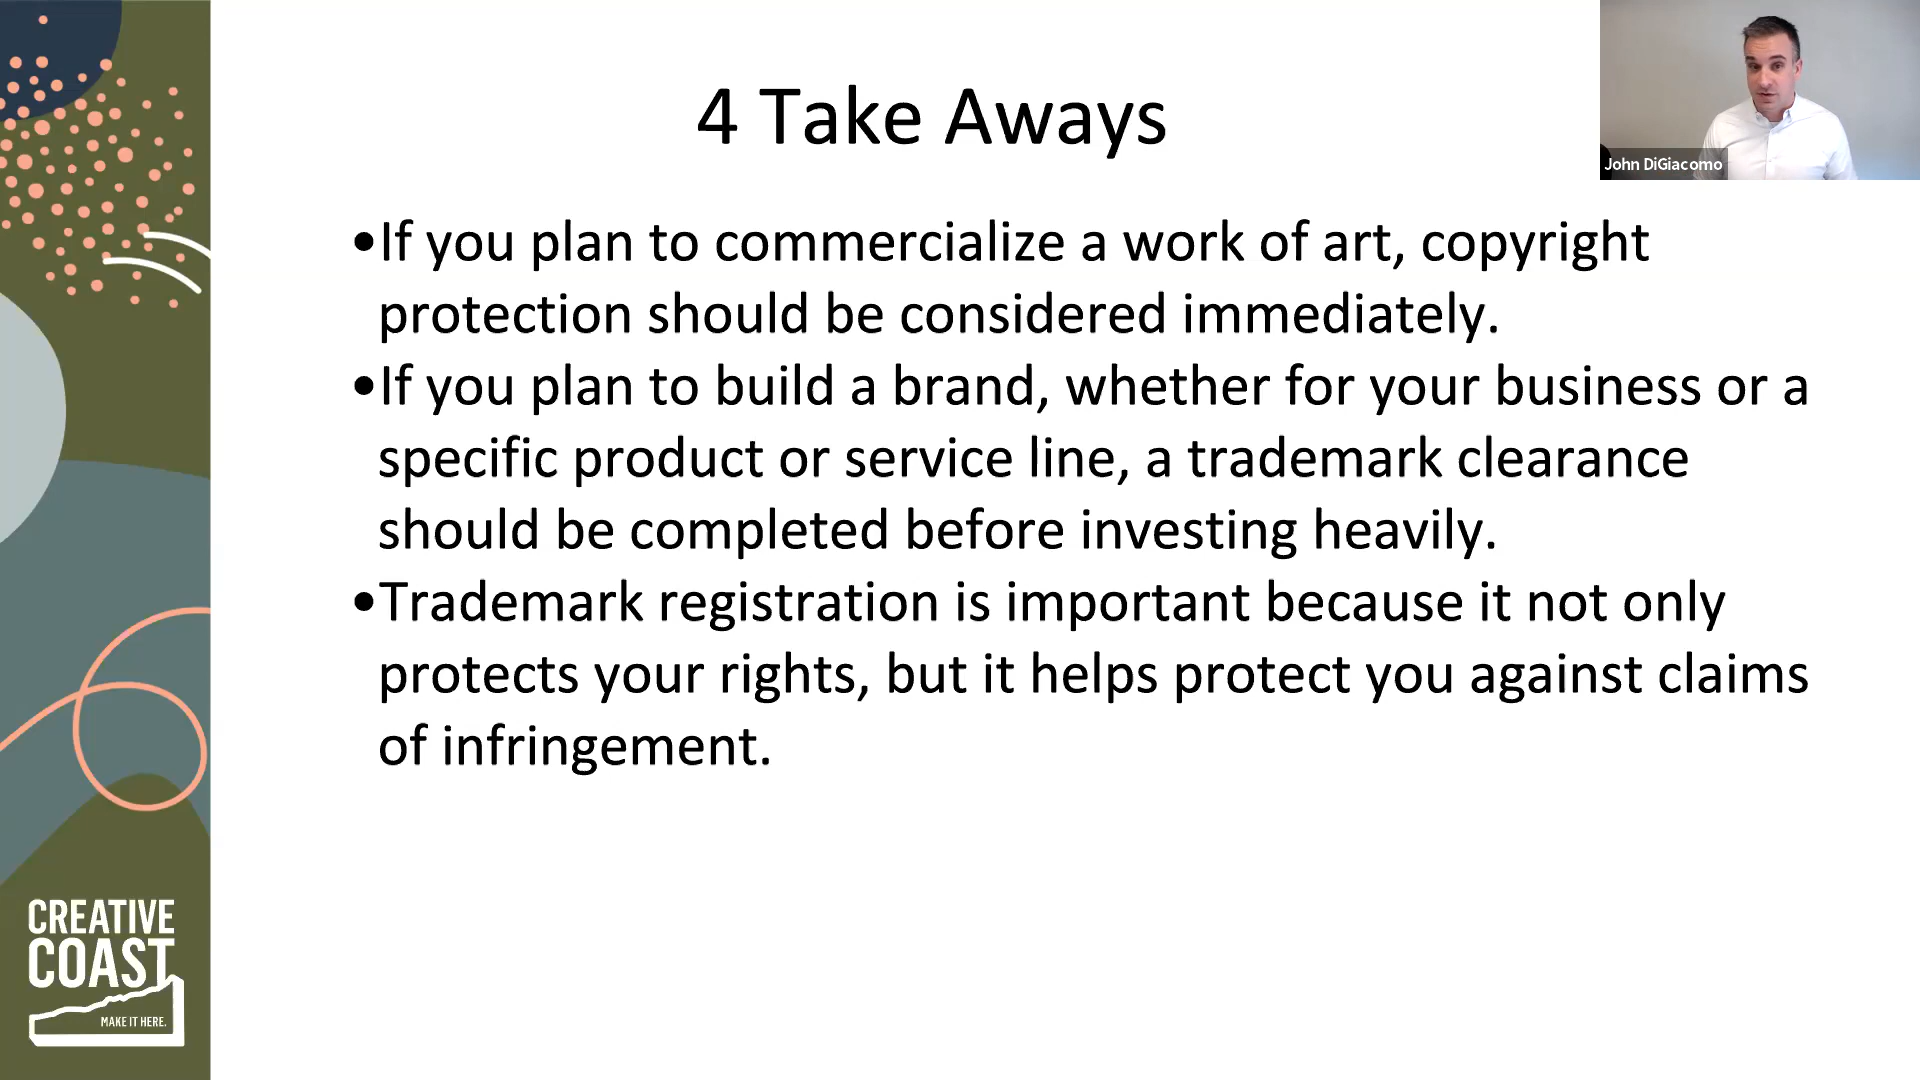 4 Take Aways
John DiGiacomo
•If you plan to commercialize a work of art, copyright
protection should be considered immediately.
•If you plan to build a brand, whether for your business or a
specific product or service line, a trademark clearance
should be completed before investing heavily.
•Trademark registration is important because it not only
protects your rights, but it helps protect you against claims
of infringement.
CREATIVE
COAST
MAKE IT HERE.